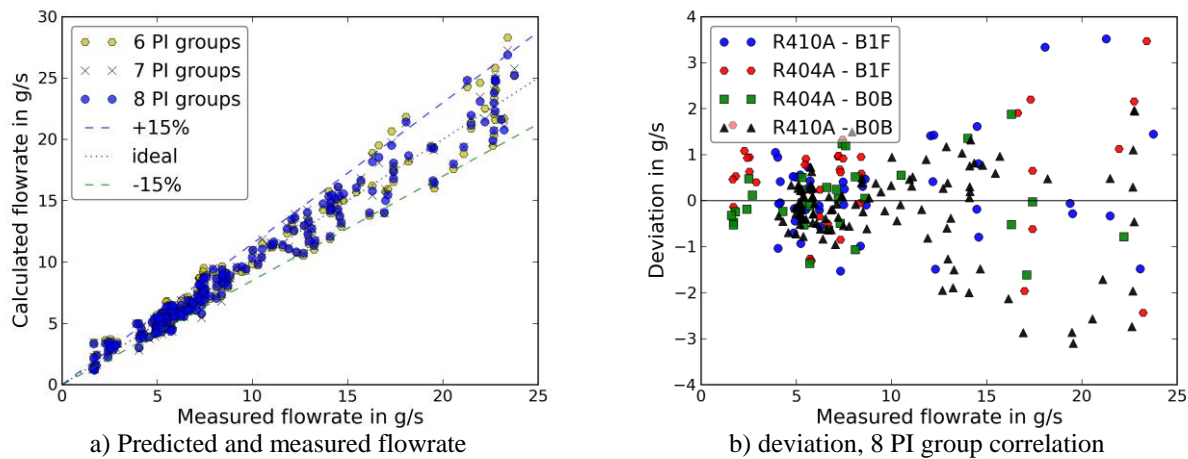 30
25
20
15
10
5
0
Calculated flowrate in g/s
6 PI groups
7 PI groups
8 PI groups
+15%
ideal
-15%
0 5 10 15 20 25
Measured flowrate in g/s
a) Predicted and measured flowrate
4
3
2
1
0
−1
−2
−3
−4
Deviation in g/s
R410A - B1F
R404A - B1F
R404A - B0B
R410A - B0B
0 5 10 15 20 25
Measured flowrate in g/s
b) deviation, 8 PI group correlation